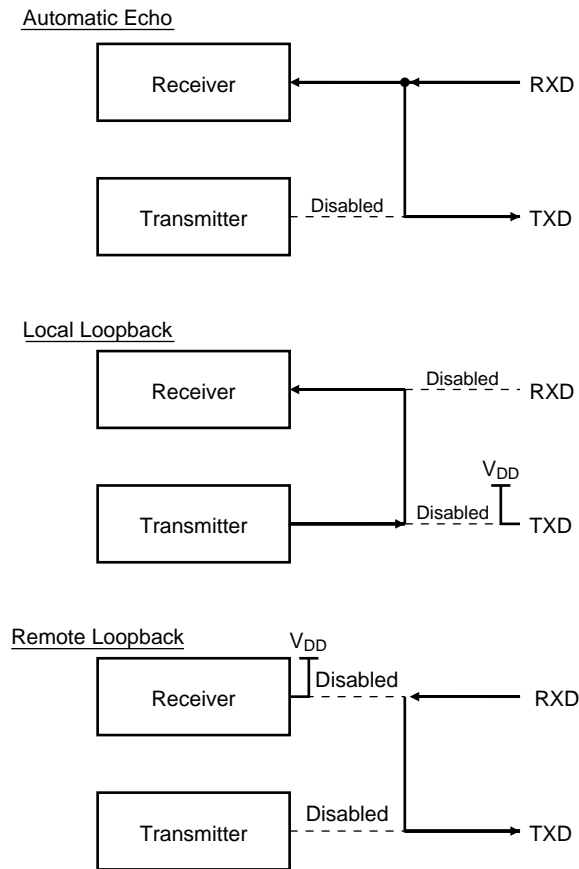 Automatic Echo
Receiver
RXD
Transmitter
Disabled
TXD
Local Loopback
Receiver
Disabled
RXD
VDD
Transmitter
Disabled
TXD
Remote Loopback
VDD
Receiver
Disabled
RXD
Transmitter
Disabled
TXD